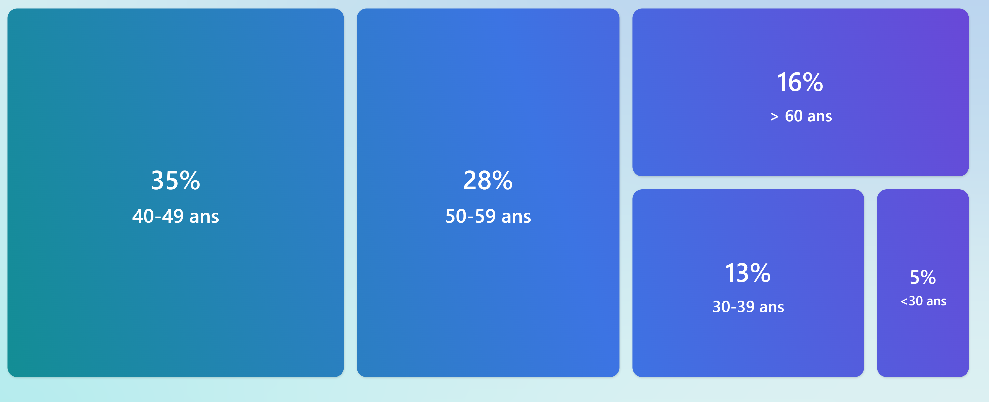 35%
40-49 ans
28%
50-59 ans
16%
> 60 ans
13%
30-39 ans
5%
<30 ans